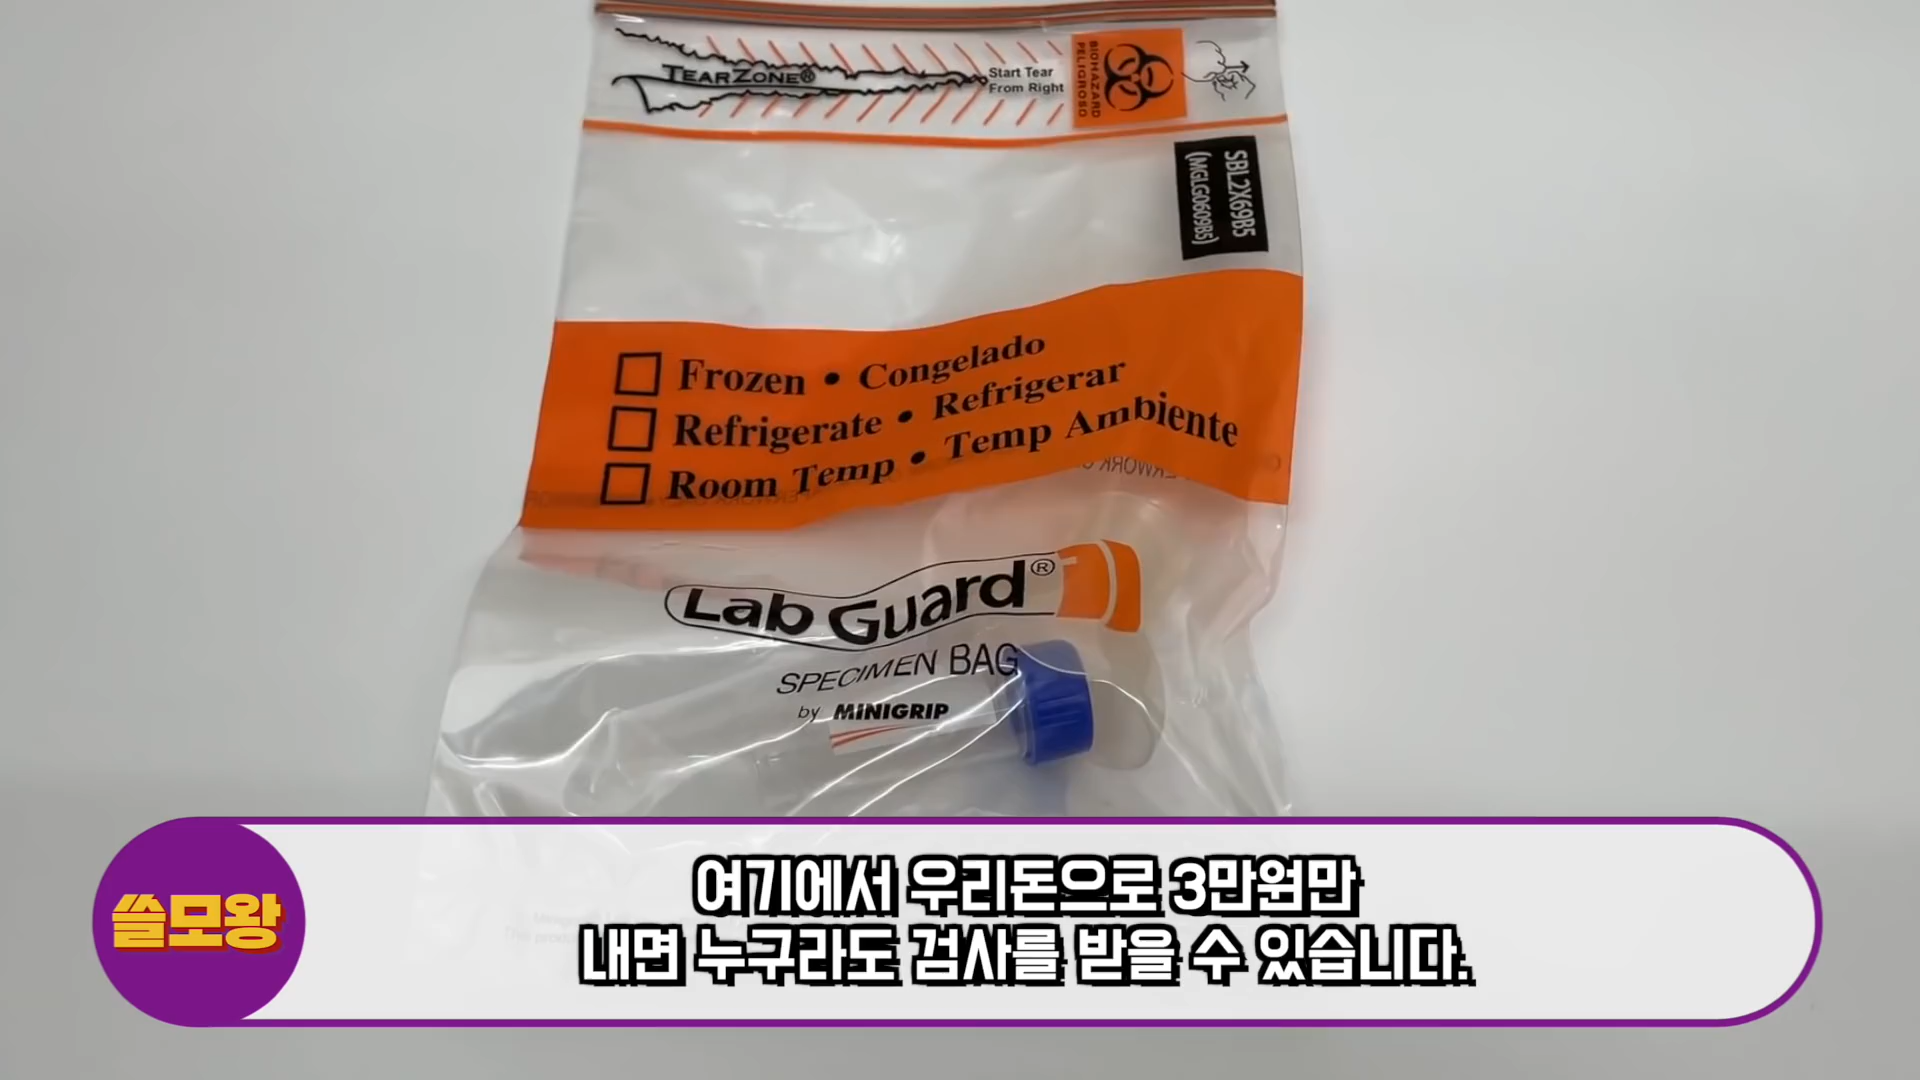 TEARZONE®
Start Tear
From Right
BIOHAZARD
PELIGROSO
SBL2X69B5
(MGLG0609B5)
Frozen • Congelado
Refrigerate • Refrigerar
Room Temp • Temp Ambiente
Lab Guard®
SPECIMEN BAG
by MINIGRIP
쓸모왕
여기에서 우리돈으로 3만원만
내면 누구라도 검사를 받을 수 있습니다.